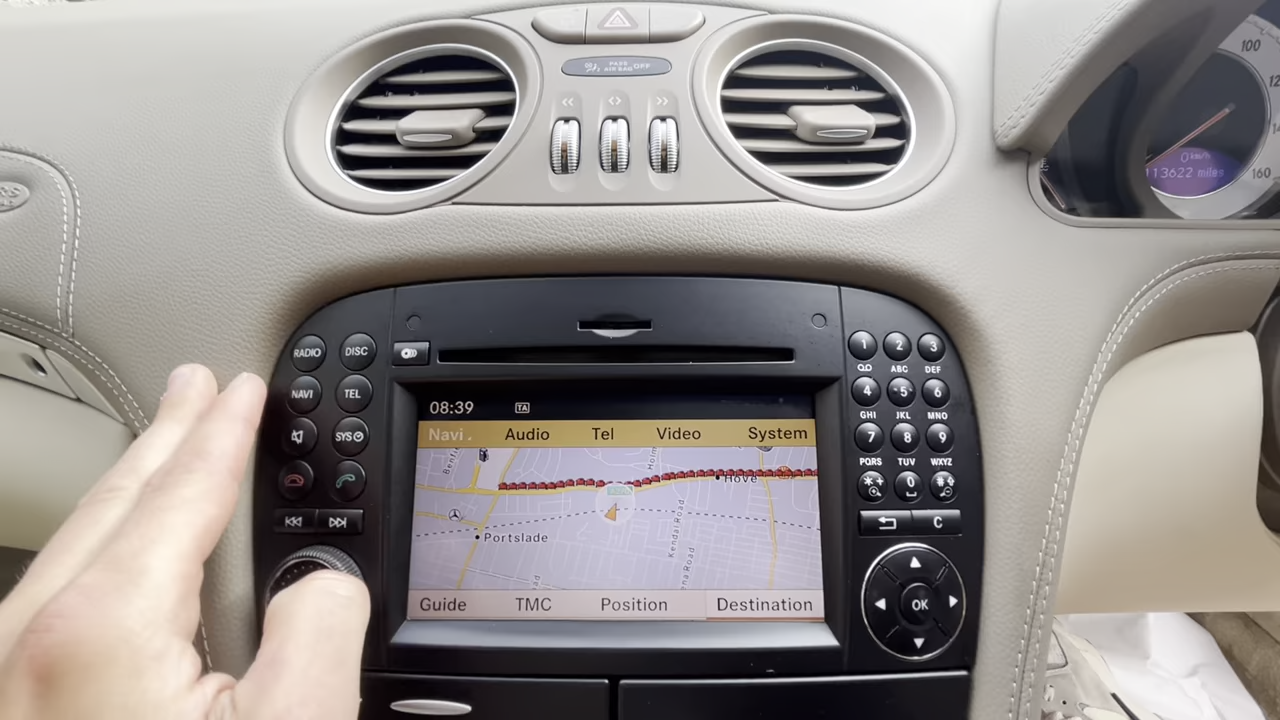 PASS AIR BAG OFF
100
0 km/h
113622 miles
160
RADIO DISC
NAVI TEL
SYS
08:39 TA
Navi Audio Tel Video System
Hove
Portslade
Kendal Road
Guide TMC Position Destination
1 2 3
ABC DEF
4 5 6
GHI JKL MNO
7 8 9
PQRS TUV WXYZ
*+ 0 #
C
OK